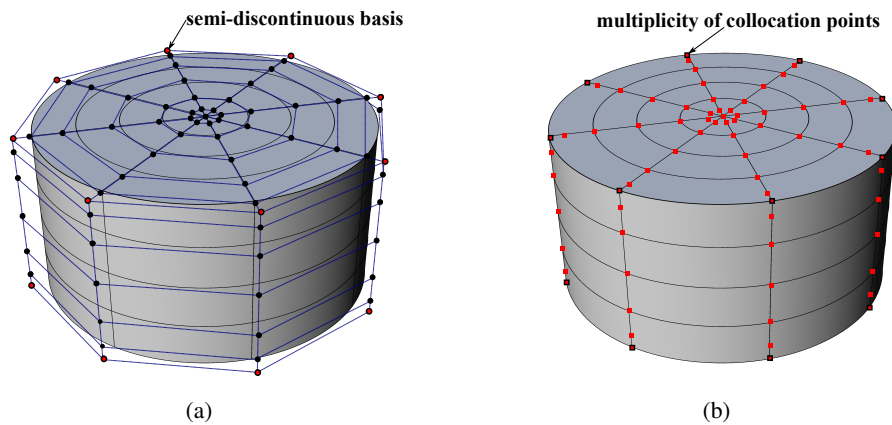 semi-discontinuous basis
multiplicity of collocation points
(a)
(b)